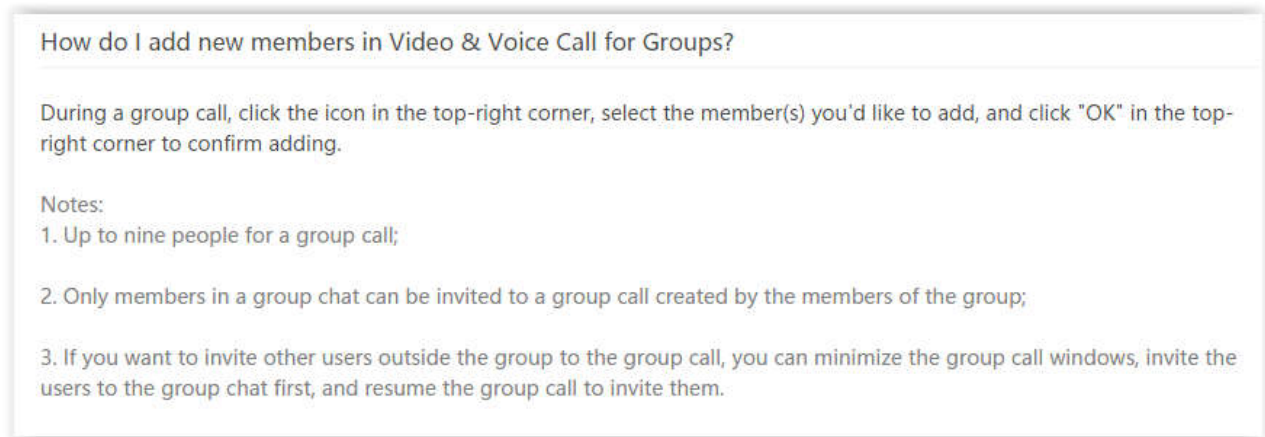 How do I add new members in Video & Voice Call for Groups?
During a group call, click the icon in the top-right corner, select the member(s) you'd like to add, and click "OK" in the top-
right corner to confirm adding.
Notes:
1. Up to nine people for a group call;
2. Only members in a group chat can be invited to a group call created by the members of the group;
3. If you want to invite other users outside the group to the group call, you can minimize the group call windows, invite the
users to the group chat first, and resume the group call to invite them.